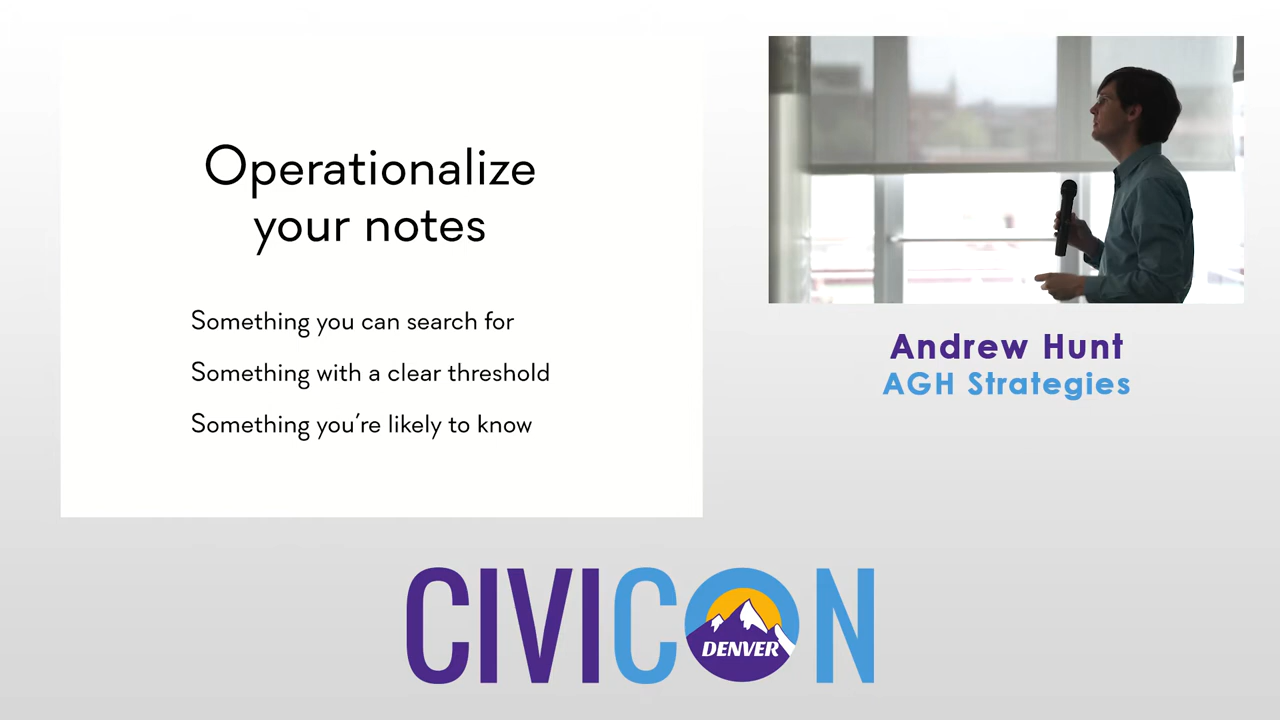 Operationalize
your notes
Something you can search for
Something with a clear threshold
Something you're likely to know
Andrew Hunt
AGH Strategies
CIVICON
DENVER